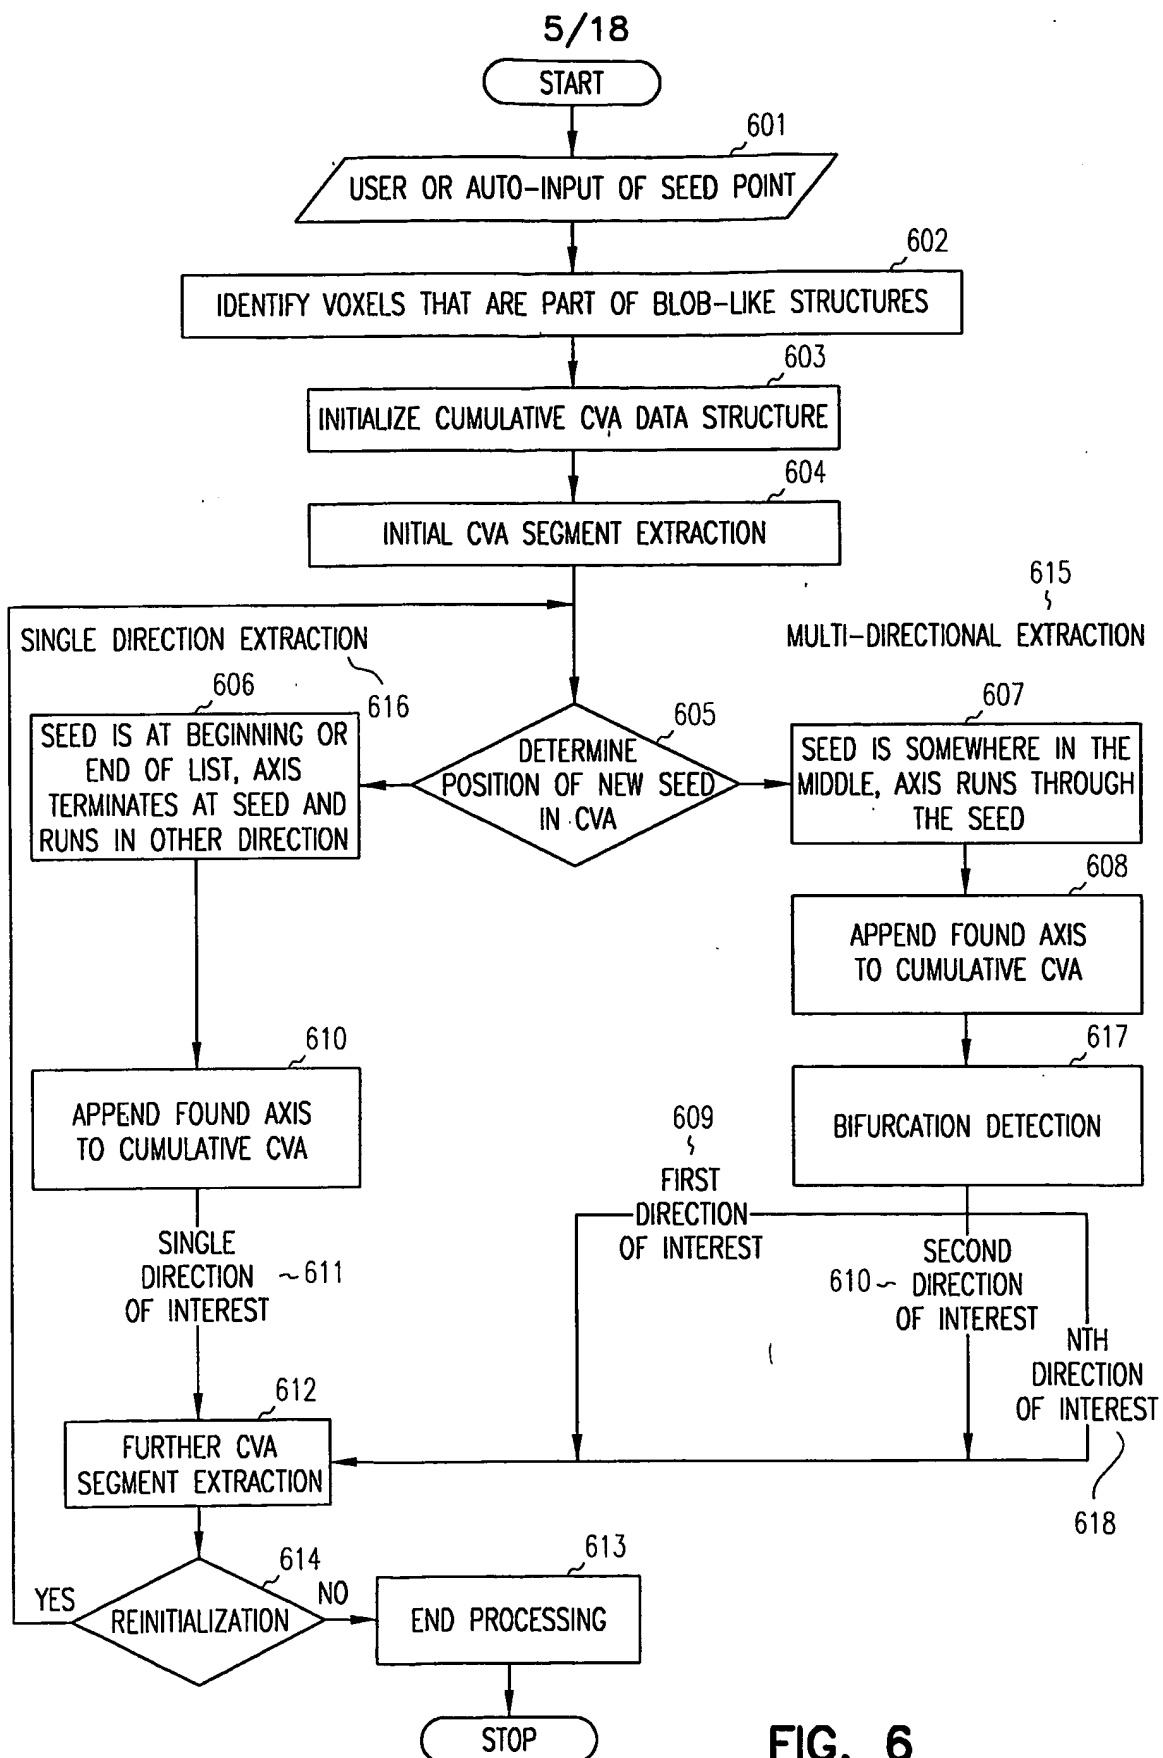 5/18
START
601
USER OR AUTO-INPUT OF SEED POINT
602
IDENTIFY VOXELS THAT ARE PART OF BLOB-LIKE STRUCTURES
603
INITIALIZE CUMULATIVE CVA DATA STRUCTURE
604
INITIAL CVA SEGMENT EXTRACTION
615
SINGLE DIRECTION EXTRACTION
616
MULTI-DIRECTIONAL EXTRACTION
606
SEED IS AT BEGINNING OR
END OF LIST, AXIS
TERMINATES AT SEED AND
RUNS IN OTHER DIRECTION
605
DETERMINE
POSITION OF NEW SEED
IN CVA
607
SEED IS SOMEWHERE IN THE
MIDDLE, AXIS RUNS THROUGH
THE SEED
608
APPEND FOUND AXIS
TO CUMULATIVE CVA
617
BIFURCATION DETECTION
610
APPEND FOUND AXIS
TO CUMULATIVE CVA
609
FIRST
DIRECTION
OF INTEREST
SINGLE
DIRECTION
OF INTEREST
611
SECOND
DIRECTION
OF INTEREST
610
NTH
DIRECTION
OF INTEREST
618
612
FURTHER CVA
SEGMENT EXTRACTION
614
REINITIALIZATION
YES
NO
613
END PROCESSING
STOP
FIG. 6